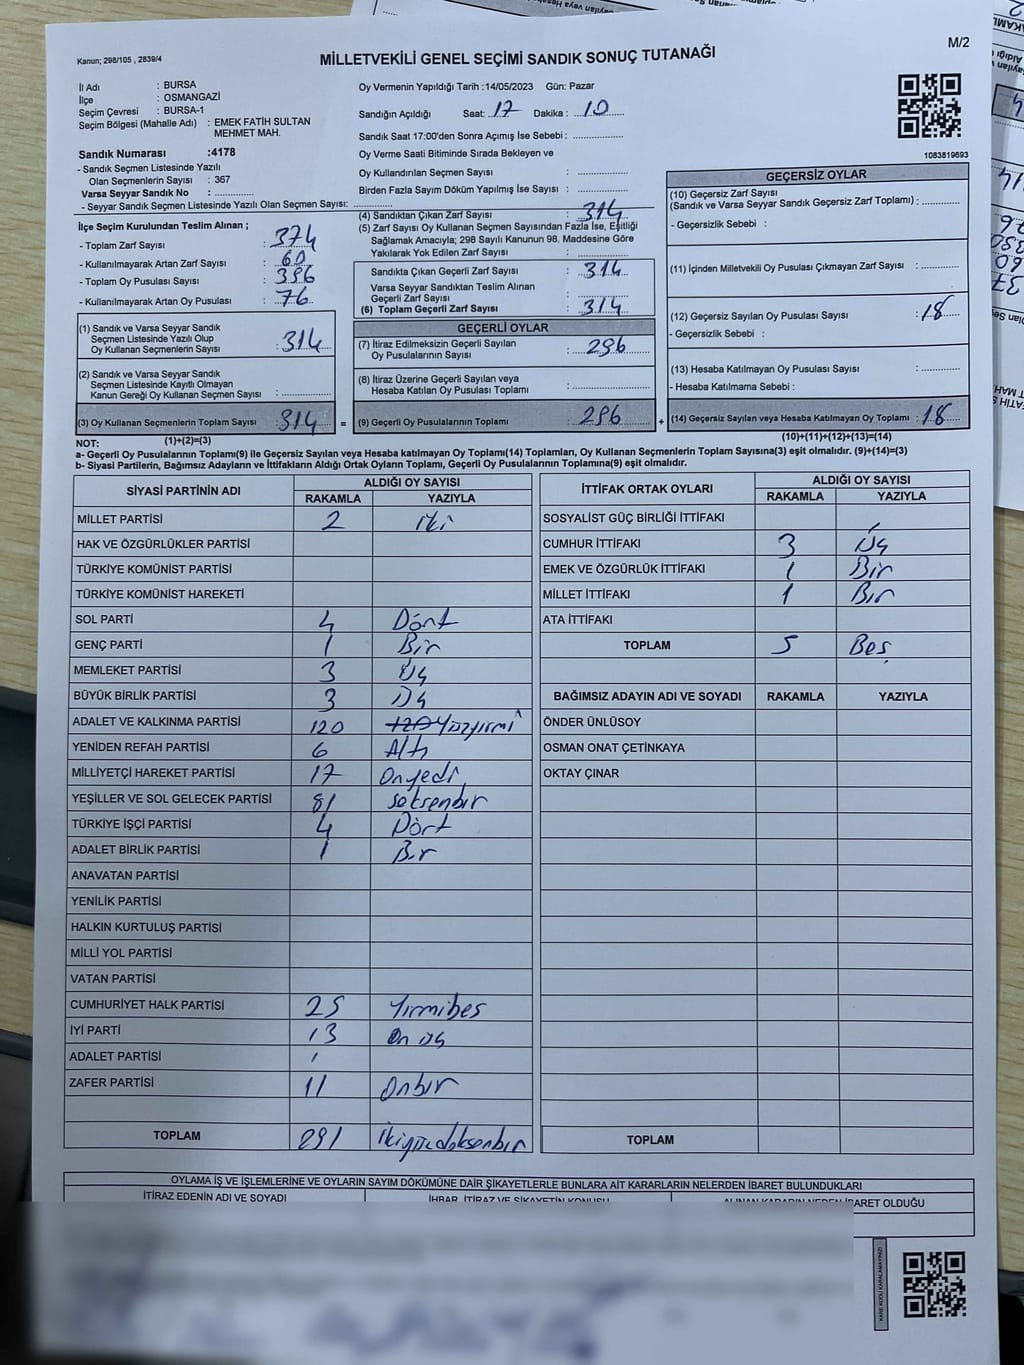 Kanun; 298/105 , 2839/4
MİLLETVEKİLİ GENEL SEÇİMİ SANDIK SONUÇ TUTANAĞI
M/2
İl Adı : BURSA
İlçe : OSMANGAZİ
Seçim Çevresi : BURSA-1
Seçim Bölgesi (Mahalle Adı) : EMEK FATİH SULTAN
MEHMET MAH.
Sandık Numarası :4178
- Sandık Seçmen Listesinde Yazılı
Olan Seçmenlerin Sayısı : 367
Varsa Seyyar Sandık No : ..............
- Seyyar Sandık Seçmen Listesinde Yazılı Olan Seçmen Sayısı: ..............
Oy Vermenin Yapıldığı Tarih :14/05/2023 Gün: Pazar
Sandığın Açıldığı Saat: 17 Dakika : 10
Sandık Saat 17:00'den Sonra Açımış İse Sebebi : ..............
Oy Verme Saati Bitiminde Sırada Bekleyen ve
Oy Kullandırılan Seçmen Sayısı : ..............
Birden Fazla Sayım Döküm Yapılmış İse Sayısı : ..............
1083819693
İlçe Seçim Kurulundan Teslim Alınan ;
- Toplam Zarf Sayısı : 374
- Kullanılmayarak Artan Zarf Sayısı : 60
- Toplam Oy Pusulası Sayısı : 396
- Kullanılmayarak Artan Oy Pusulası : 76
(1) Sandık ve Varsa Seyyar Sandık
Seçmen Listesinde Yazılı Olup
Oy Kullanan Seçmenlerin Sayısı : 314
(2) Sandık ve Varsa Seyyar Sandık
Seçmen Listesinde Kayıtlı Olmayan
Kanun Gereği Oy Kullanan Seçmen Sayısı : ..............
(3) Oy Kullanan Seçmenlerin Toplam Sayısı : 314 =
(1)+(2)=(3)
(4) Sandıktan Çıkan Zarf Sayısı : 314
(5) Zarf Sayısı Oy Kullanan Seçmen Sayısından Fazla İse, Eşitliği
Sağlamak Amacıyla; 298 Sayılı Kanunun 98. Maddesine Göre
Yakılarak Yok Edilen Zarf Sayısı : ..............
Sandıkta Çıkan Geçerli Zarf Sayısı : 314
Varsa Seyyar Sandıktan Teslim Alınan
Geçerli Zarf Sayısı : ..............
(6) Toplam Geçerli Zarf Sayısı : 314
GEÇERLİ OYLAR
(7) İtiraz Edilmeksizin Geçerli Sayılan
Oy Pusulalarının Sayısı : 296
(8) İtiraz Üzerine Geçerli Sayılan veya
Hesaba Katılan Oy Pusulası Toplamı : ..............
(9) Geçerli Oy Pusulalarının Toplamı : 296 +
GEÇERSİZ OYLAR
(10) Geçersiz Zarf Sayısı
(Sandık ve Varsa Seyyar Sandık Geçersiz Zarf Toplamı) : ..............
- Geçersizlik Sebebi :
(11) İçinden Milletvekili Oy Pusulası Çıkmayan Zarf Sayısı : ..............
(12) Geçersiz Sayılan Oy Pusulası Sayısı : 18
- Geçersizlik Sebebi :
(13) Hesaba Katılmayan Oy Pusulası Sayısı : ..............
- Hesaba Katılmama Sebebi :
(14) Geçersiz Sayılan veya Hesaba Katılmayan Oy Toplamı : 18
(10)+(11)+(12)+(13)=(14)
NOT:
a- Geçerli Oy Pusulalarının Toplamı(9) ile Geçersiz Sayılan veya Hesaba katılmayan Oy Toplamı(14) Toplamları, Oy Kullanan Seçmenlerin Toplam Sayısına(3) eşit olmalıdır. (9)+(14)=(3)
b- Siyasi Partilerin, Bağımsız Adayların ve İttifakların Aldığı Ortak Oyların Toplamı, Geçerli Oy Pusulalarının Toplamına(9) eşit olmalıdır.
SİYASİ PARTİNİN ADI ALDIĞI OY SAYISI
RAKAMLA YAZIYLA
MİLLET PARTİSİ 2 iki
HAK VE ÖZGÜRLÜKLER PARTİSİ
TÜRKİYE KOMÜNİST PARTİSİ
TÜRKİYE KOMÜNİST HAREKETİ
SOL PARTİ 4 Dört
GENÇ PARTİ 1 Bir
MEMLEKET PARTİSİ 3 Üç
BÜYÜK BİRLİK PARTİSİ 3 Üç
ADALET VE KALKINMA PARTİSİ 120 120 Yüzyirmi
YENİDEN REFAH PARTİSİ 6 Altı
MİLLİYETÇİ HAREKET PARTİSİ 17 Onyedi
YEŞİLLER VE SOL GELECEK PARTİSİ 81 seksenbir
TÜRKİYE İŞÇİ PARTİSİ 4 Dört
ADALET BİRLİK PARTİSİ 1 Bir
ANAVATAN PARTİSİ
YENİLİK PARTİSİ
HALKIN KURTULUŞ PARTİSİ
MİLLİ YOL PARTİSİ
VATAN PARTİSİ
CUMHURİYET HALK PARTİSİ 25 Yirmibes
İYİ PARTİ 13 On üç
ADALET PARTİSİ
ZAFER PARTİSİ 11 Onbir
TOPLAM 291 ikiyüzdoksenbir
İTTİFAK ORTAK OYLARI ALDIĞI OY SAYISI
RAKAMLA YAZIYLA
SOSYALİST GÜÇ BİRLİĞİ İTTİFAKI
CUMHUR İTTİFAKI 3 Üç
EMEK VE ÖZGÜRLÜK İTTİFAKI 1 Bir
MİLLET İTTİFAKI 1 Bir
ATA İTTİFAKI
TOPLAM 5 Beş
BAĞIMSIZ ADAYIN ADI VE SOYADI RAKAMLA YAZIYLA
ÖNDER ÜNLÜSOY
OSMAN ONAT ÇETİNKAYA
OKTAY ÇINAR
TOPLAM
OYLAMA İŞ VE İŞLEMLERİNE VE OYLARIN SAYIM DÖKÜMÜNE DAİR ŞİKAYETLERLE BUNLARA AİT KARARLARIN NELERDEN İBARET BULUNDUKLARI
İTİRAZ EDENİN ADI VE SOYADI İHBAR, İTİRAZ VE ŞİKAYETİN KONUSU ALINAN KARARIN NEDEN İBARET OLDUĞU
KARE KODU KARALAMAYINIZ!